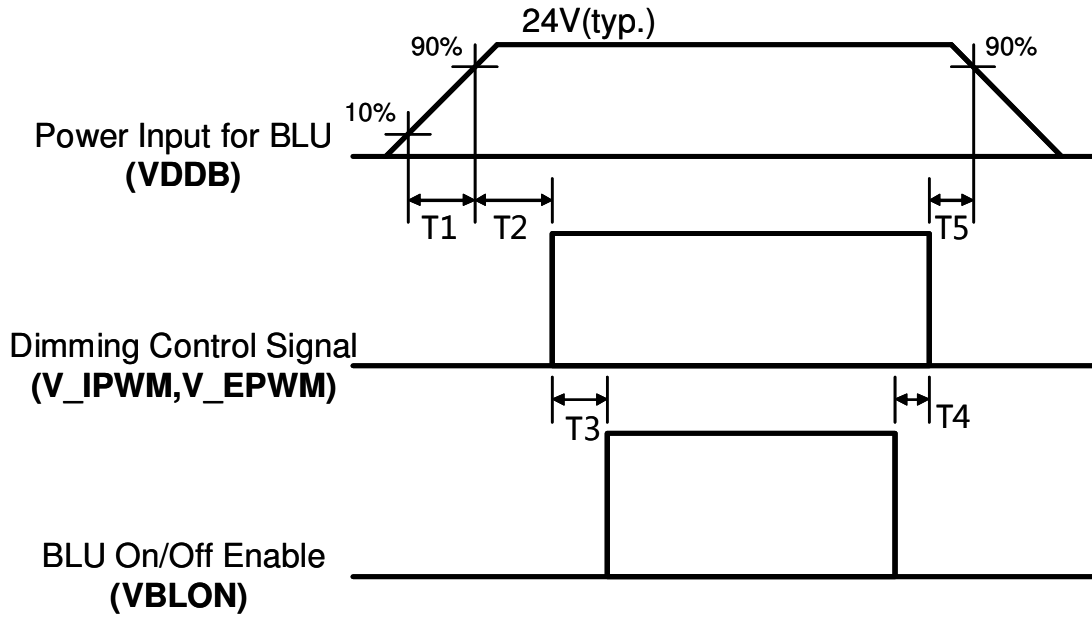 24V(typ.)
90%
90%
10%
Power Input for BLU
(VDDB)
T1
T2
T5
Dimming Control Signal
(V_IPWM,V_EPWM)
T3
T4
BLU On/Off Enable
(VBLON)